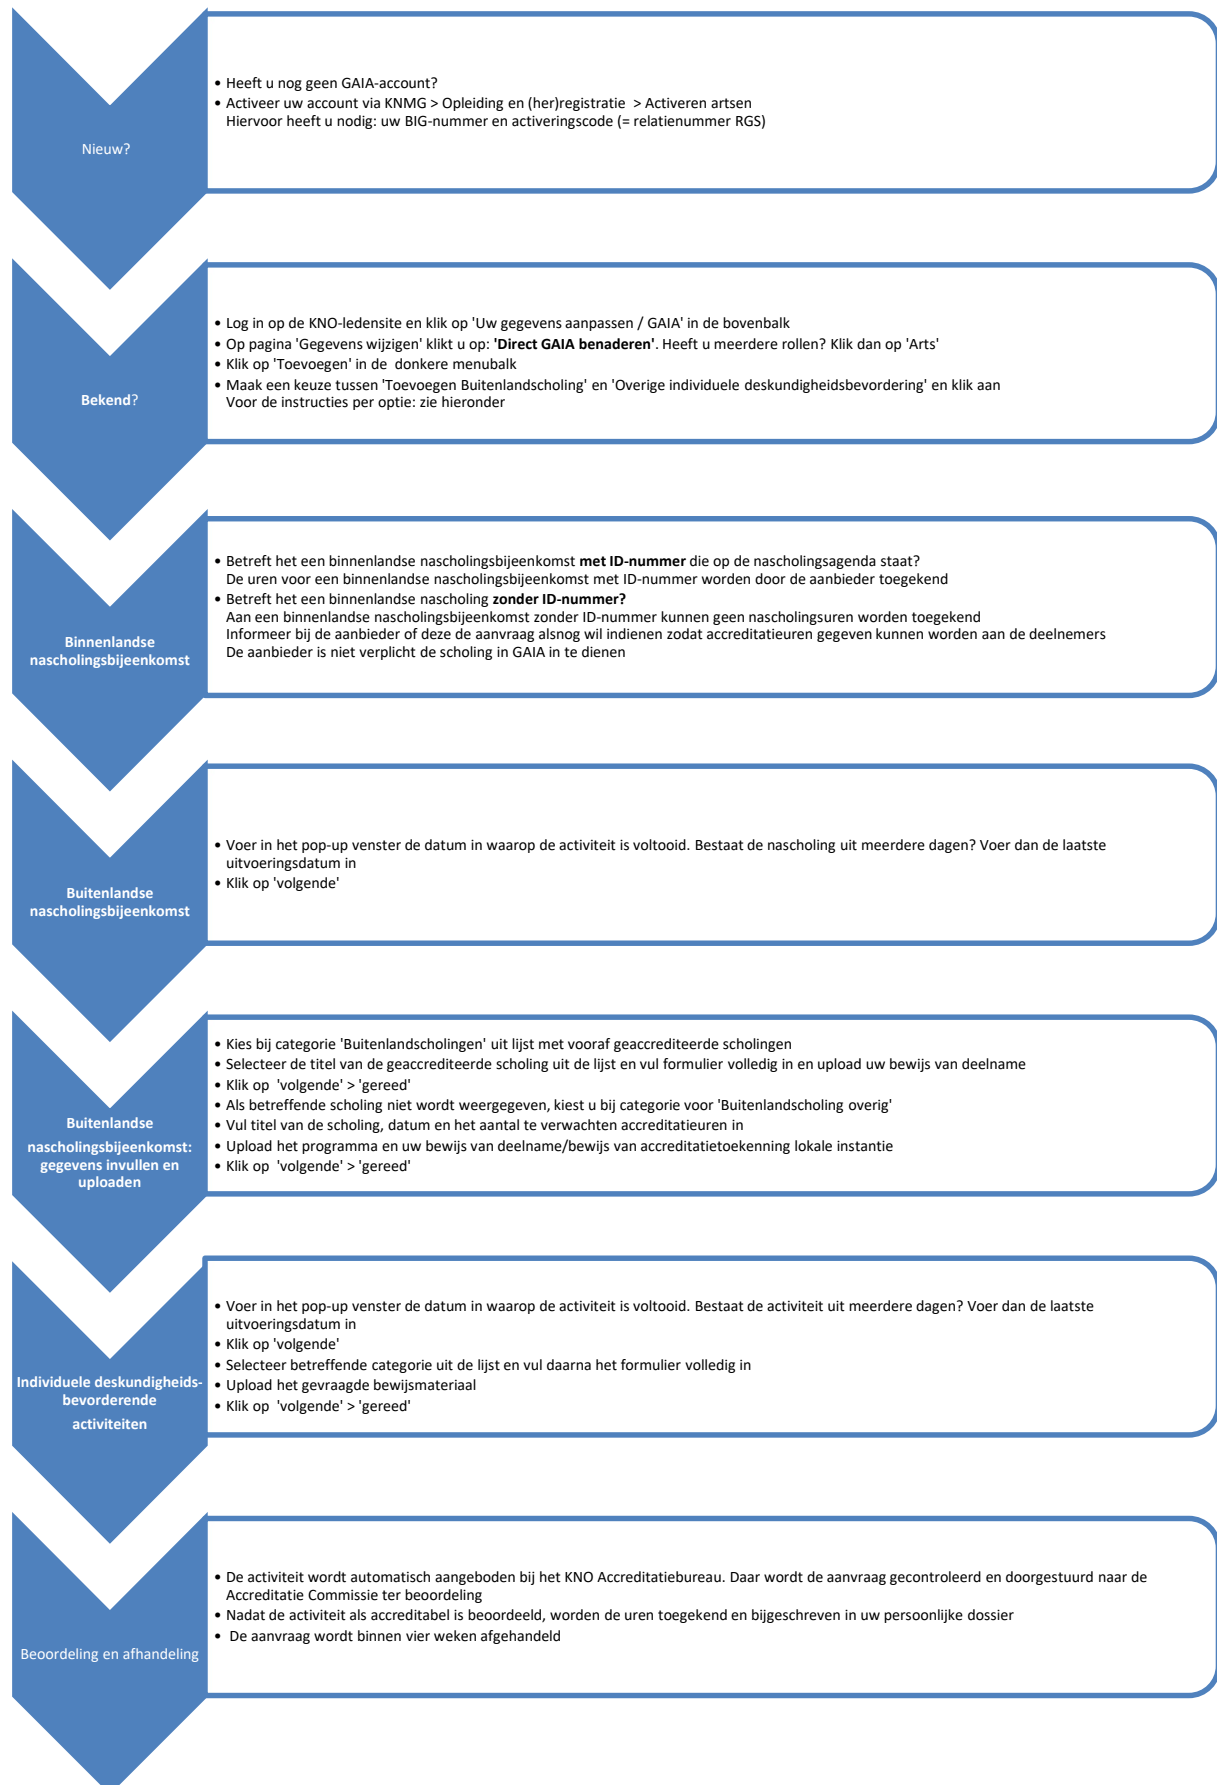 Nieuw?
• Heeft u nog geen GAIA-account?
• Activeer uw account via KNMG > Opleiding en (her)registratie > Activeren artsen
Hiervoor heeft u nodig: uw BIG-nummer en activeringscode (= relatienummer RGS)
Bekend?
• Log in op de KNO-ledensite en klik op 'Uw gegevens aanpassen / GAIA' in de bovenbalk
• Op pagina 'Gegevens wijzigen' klikt u op: 'Direct GAIA benaderen'. Heeft u meerdere rollen? Klik dan op 'Arts'
• Klik op 'Toevoegen' in de donkere menubalk
• Maak een keuze tussen 'Toevoegen Buitenlandscholing' en 'Overige individuele deskundigheidsbevordering' en klik aan
Voor de instructies per optie: zie hieronder
Binnenlandse
nascholingsbijeenkomst
• Betreft het een binnenlandse nascholingsbijeenkomst met ID-nummer die op de nascholingsagenda staat?
De uren voor een binnenlandse nascholingsbijeenkomst met ID-nummer worden door de aanbieder toegekend
• Betreft het een binnenlandse nascholing zonder ID-nummer?
Aan een binnenlandse nascholingsbijeenkomst zonder ID-nummer kunnen geen nascholingsuren worden toegekend
Informeer bij de aanbieder of deze de aanvraag alsnog wil indienen zodat accreditatieuren gegeven kunnen worden aan de deelnemers
De aanbieder is niet verplicht de scholing in GAIA in te dienen
Buitenlandse
nascholingsbijeenkomst
• Voer in het pop-up venster de datum in waarop de activiteit is voltooid. Bestaat de nascholing uit meerdere dagen? Voer dan de laatste
uitvoeringsdatum in
• Klik op 'volgende'
Buitenlandse
nascholingsbijeenkomst:
gegevens invullen en
uploaden
• Kies bij categorie 'Buitenlandscholingen' uit lijst met vooraf geaccrediteerde scholingen
• Selecteer de titel van de geaccrediteerde scholing uit de lijst en vul formulier volledig in en upload uw bewijs van deelname
• Klik op 'volgende' > 'gereed'
• Als betreffende scholing niet wordt weergegeven, kiest u bij categorie voor 'Buitenlandscholing overig'
• Vul titel van de scholing, datum en het aantal te verwachten accreditatieuren in
• Upload het programma en uw bewijs van deelname/bewijs van accreditatietoekenning lokale instantie
• Klik op 'volgende' > 'gereed'
Individuele deskundigheids-
bevorderende
activiteiten
• Voer in het pop-up venster de datum in waarop de activiteit is voltooid. Bestaat de activiteit uit meerdere dagen? Voer dan de laatste
uitvoeringsdatum in
• Klik op 'volgende'
• Selecteer betreffende categorie uit de lijst en vul daarna het formulier volledig in
• Upload het gevraagde bewijsmateriaal
• Klik op 'volgende' > 'gereed'
Beoordeling en afhandeling
• De activiteit wordt automatisch aangeboden bij het KNO Accreditatiebureau. Daar wordt de aanvraag gecontroleerd en doorgestuurd naar de
Accreditatie Commissie ter beoordeling
• Nadat de activiteit als accreditabel is beoordeeld, worden de uren toegekend en bijgeschreven in uw persoonlijke dossier
• De aanvraag wordt binnen vier weken afgehandeld